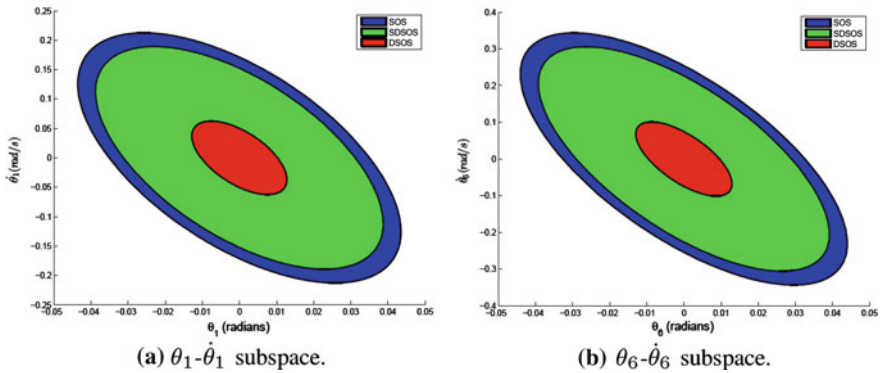 0.25
0.2
0.15
0.1
0.05
0
−0.05
−0.1
−0.15
−0.2
0.25
θ̇₁(rad/s)
−0.05 −0.04 −0.03 −0.02 −0.01 0 0.01 0.02 0.03 0.04 0.05
θ₁ (radians)
SOS
SDSOS
DSOS
(a) θ₁-θ̇₁ subspace.
0.4
0.3
0.2
0.1
0
−0.1
−0.2
−0.3
−0.4
θ̇₆(rad/s)
−0.05 −0.04 −0.03 −0.02 −0.01 0 0.01 0.02 0.03 0.04 0.05
θ₆ (radians)
SOS
SDSOS
DSOS
(b) θ₆-θ̇₆ subspace.